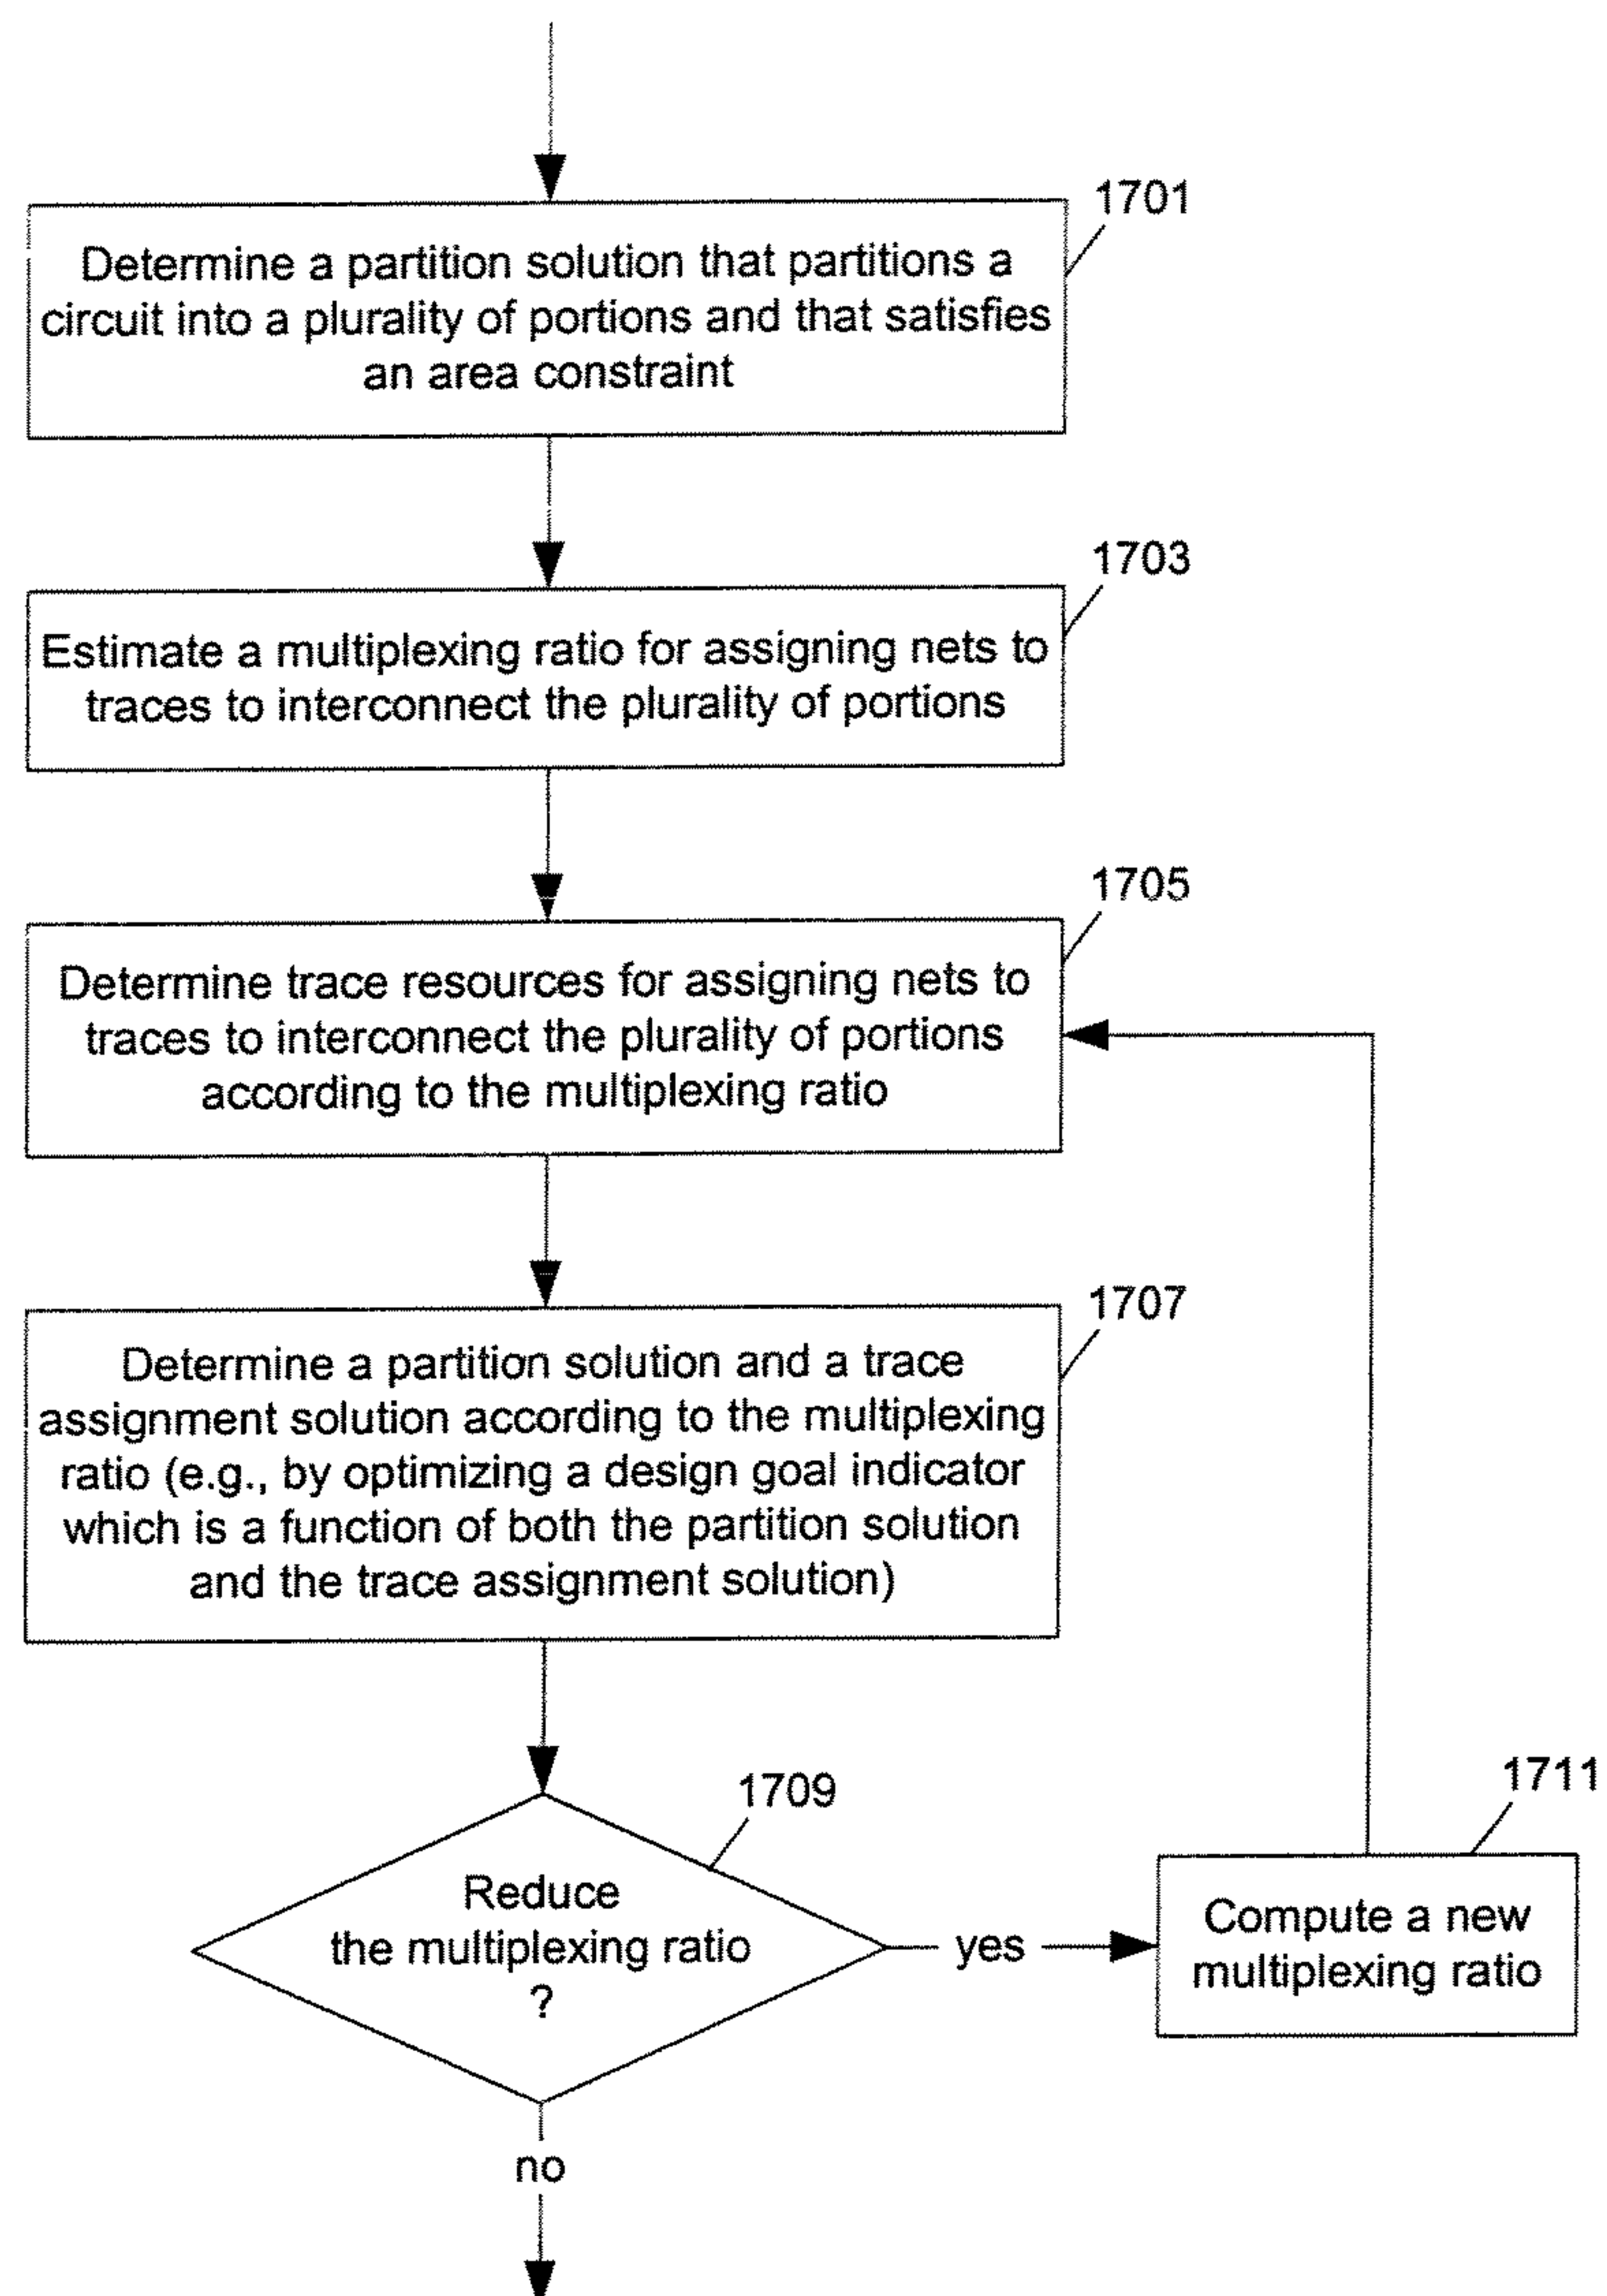 1701
Determine a partition solution that partitions a
circuit into a plurality of portions and that satisfies
an area constraint
1703
Estimate a multiplexing ratio for assigning nets to
traces to interconnect the plurality of portions
1705
Determine trace resources for assigning nets to
traces to interconnect the plurality of portions
according to the multiplexing ratio
1707
Determine a partition solution and a trace
assignment solution according to the multiplexing
ratio (e.g., by optimizing a design goal indicator
which is a function of both the partition solution
and the trace assignment solution)
1709
Reduce
the multiplexing ratio
?
yes
1711
Compute a new
multiplexing ratio
no